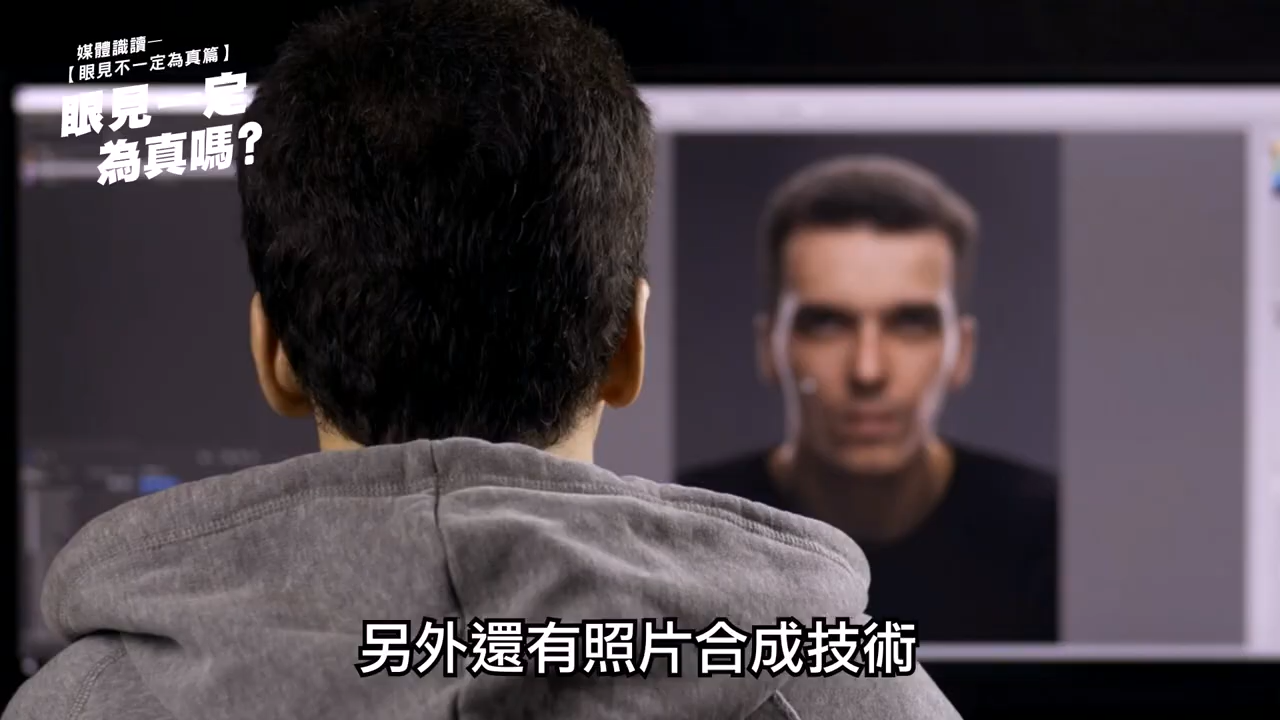 媒體識讀—
【眼見不一定為真篇】
眼見一定
為真嗎?
另外還有照片合成技術